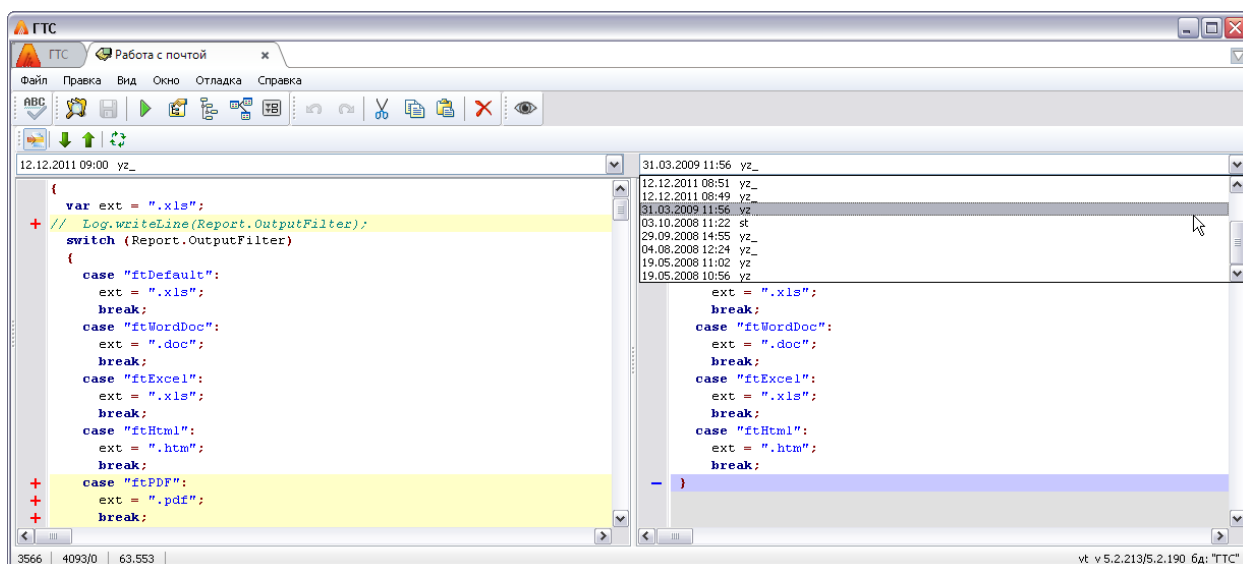 ГТС
ГТС
Работа с почтой
Файл Правка Вид Окно Отладка Справка
ABC
12.12.2011 09:00 yz_
{
var ext = ".xls";
// Log.writeLine(Report.OutputFilter);
switch (Report.OutputFilter)
{
case "ftDefault":
ext = ".xls";
break;
case "ftWordDoc":
ext = ".doc";
break;
case "ftExcel":
ext = ".xls";
break;
case "ftHtml":
ext = ".htm";
break;
case "ftPDF":
ext = ".pdf";
break;
31.03.2009 11:56 yz_
12.12.2011 08:51 yz_
12.12.2011 08:49 yz_
31.03.2009 11:56 yz_
03.10.2008 11:22 st
29.09.2008 14:55 yz_
04.08.2008 12:24 yz_
19.05.2008 11:02 yz
19.05.2008 10:56 yz
ext = ".xls";
break;
case "ftWordDoc":
ext = ".doc";
break;
case "ftExcel":
ext = ".xls";
break;
case "ftHtml":
ext = ".htm";
break;
}
3566 4093/0 63.553
vt v 5.2.213/5.2.190 бд: "ГТС"